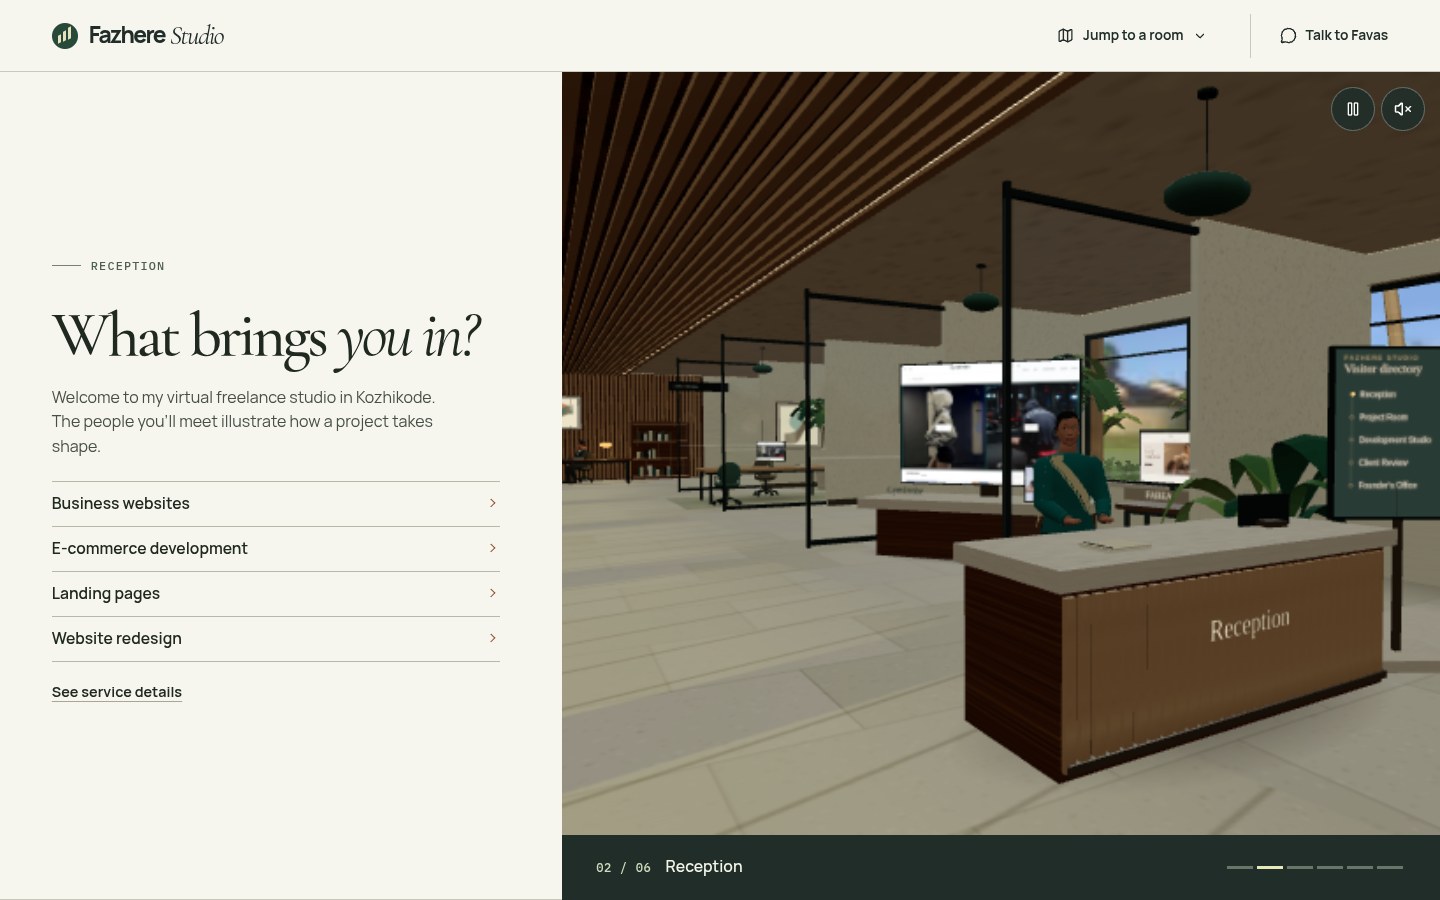 Fazhere Studio
Jump to a room
Talk to Favas
RECEPTION
What brings you in?
Welcome to my virtual freelance studio in Kozhikode.
The people you'll meet illustrate how a project takes
shape.
Business websites
E-commerce development
Landing pages
Website redesign
See service details
FAZHERE STUDIO
Visitor directory
Reception
Project Room
Development Studio
Client Review
Founder's Office
Reception
02 / 06 Reception